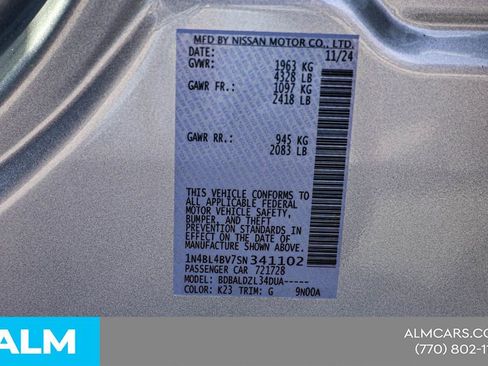 MFD BY NISSAN MOTOR CO., LTD.
DATE: 11/24
GVWR: 1963 KG
4328 LB
GAWR FR.: 1097 KG
2418 LB
GAWR RR.: 945 KG
2083 LB
THIS VEHICLE CONFORMS TO
ALL APPLICABLE FEDERAL
MOTOR VEHICLE SAFETY,
BUMPER, AND THEFT
PREVENTION STANDARDS IN
EFFECT ON THE DATE OF
MANUFACTURE SHOWN ABOVE.
1N4BL4BV7SN341102
PASSENGER CAR 721728
MODEL: BDBALDZL34DUA-----
COLOR: K23 TRIM: G 9N00A
ALM
ALMCARS.COM
(770) 802-11